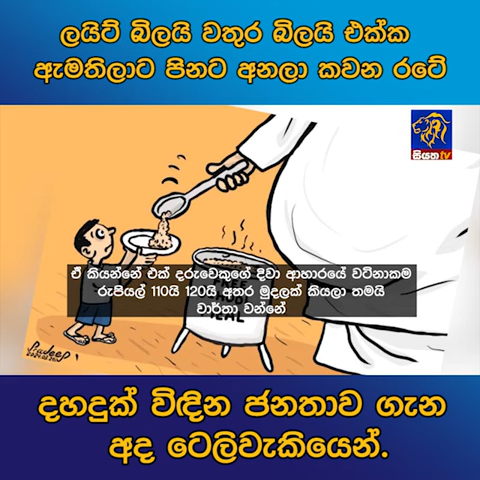 ලයිට් බිලයි වතුර බිලයි එක්ක
ඇමතිලාට පිනට අනලා කවන රටේ
සියත tv
ඒ කියන්නේ එක් දරුවෙකුගේ දිවා ආහාරයේ වටිනාකම
රුපියල් 110යි 120යි අතර මුදලක් කියලා තමයි
වාර්තා වන්නේ
MEAL
Pradeep
දහදුක් විඳින ජනතාව ගැන
අද ටෙලිවැකියෙන්.